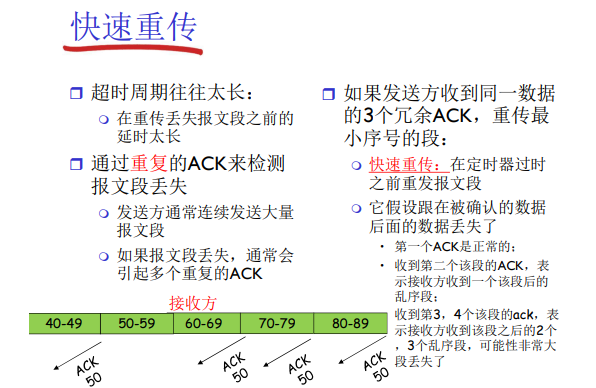 快速重传
超时周期往往太长：
在重传丢失报文段之前的
延时太长
通过重复的ACK来检测
报文段丢失
发送方通常连续发送大量
报文段
如果报文段丢失，通常会
引起多个重复的ACK
如果发送方收到同一数据
的3个冗余ACK，重传最
小序号的段：
快速重传：在定时器过时
之前重发报文段
它假设跟在被确认的数据
后面的数据丢失了
第一个ACK是正常的；
收到第二个该段的ACK，表
示接收方收到一个该段后的
乱序段；
收到第3，4个该段的ack，表
示接收方收到该段之后的2个
，3个乱序段，可能性非常大
段丢失了
接收方
40-49 50-59 60-69 70-79 80-89
ACK
50
ACK
50
ACK
50
ACK
50